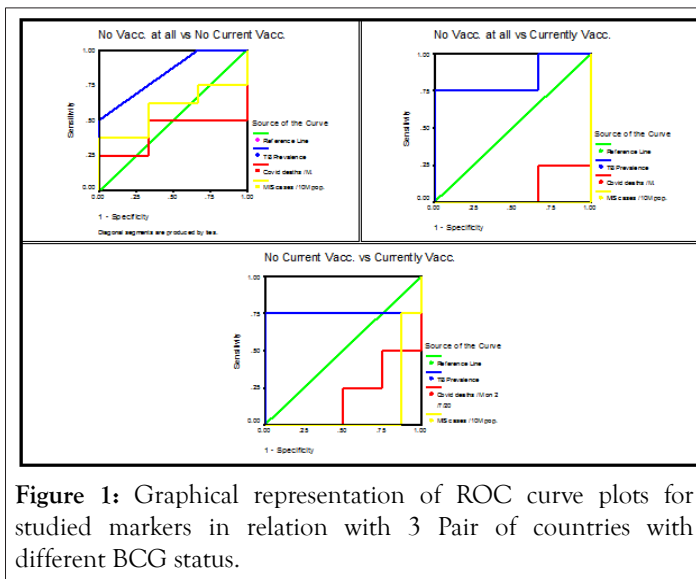 No Vacc. at all vs No Current Vacc.
1.00
.75
.50
.25
0.00
Sensitivity
0.00 .25 .50 .75 1.00
1 - Specificity
Diagonal segments are produced by ties.
Source of the Curve
Reference Line
TB Prevalence
Covid deaths /M.
MIS cases /10M pop.
No Vacc. at all vs Currently Vacc.
1.00
.75
.50
.25
0.00
Sensitivity
0.00 .25 .50 .75 1.00
1 - Specificity
Source of the Curve
Reference Line
TB Prevalence
Covid deaths /M.
MIS cases /10M pop.
No Current Vacc. vs Currently Vacc.
1.00
.75
.50
.25
0.00
Sensitivity
0.00 .25 .50 .75 1.00
1 - Specificity
Source of the Curve
Reference Line
TB Prevalence
Covid deaths /M on 2
MIS cases /10M pop.
Figure 1: Graphical representation of ROC curve plots for
studied markers in relation with 3 Pair of countries with
different BCG status.